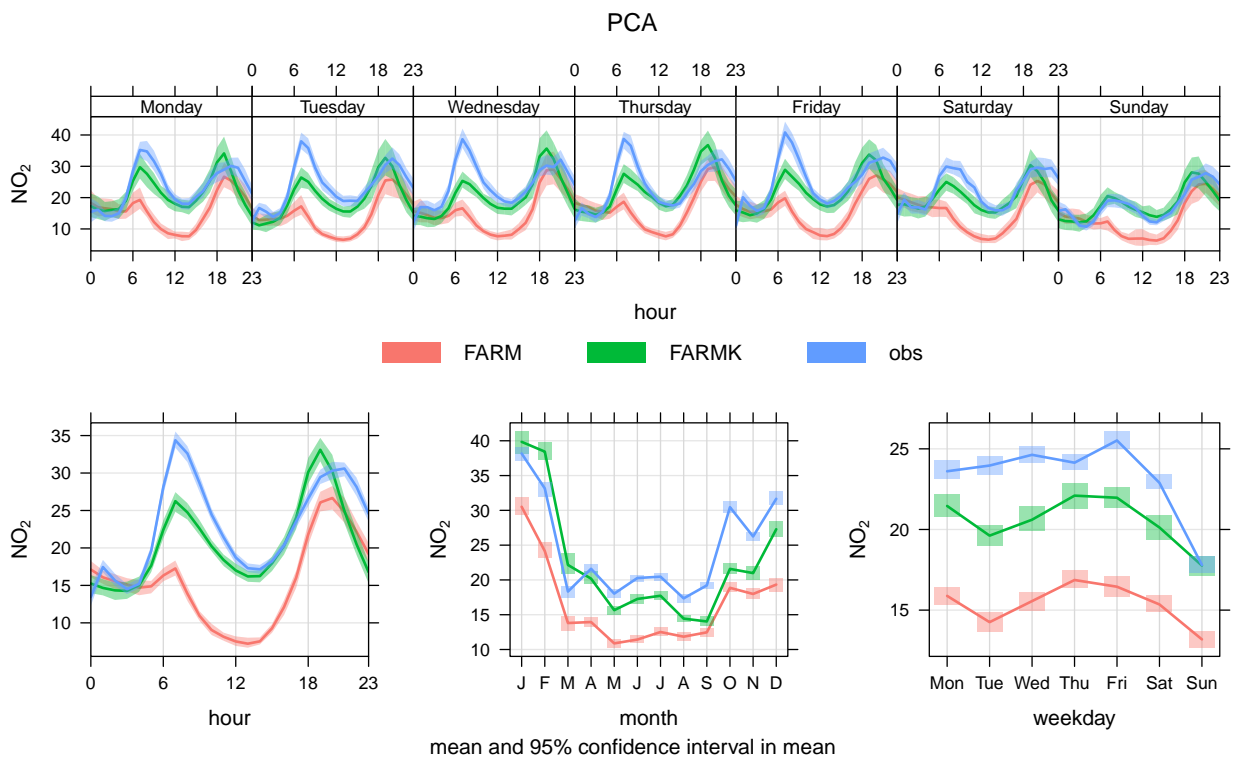 PCA
0 6 12 18 23 0 6 12 18 23 0 6 12 18 23
Monday Tuesday Wednesday Thursday Friday Saturday Sunday
NO₂
40
30
20
10
0 6 12 18 23 0 6 12 18 23 0 6 12 18 23 0 6 12 18 23
hour
FARM FARMK obs
NO₂
35
30
25
20
15
10
0 6 12 18 23
hour
NO₂
40
35
30
25
20
15
10
J F M A M J J A S O N D
month
NO₂
25
20
15
Mon Tue Wed Thu Fri Sat Sun
weekday
mean and 95% confidence interval in mean